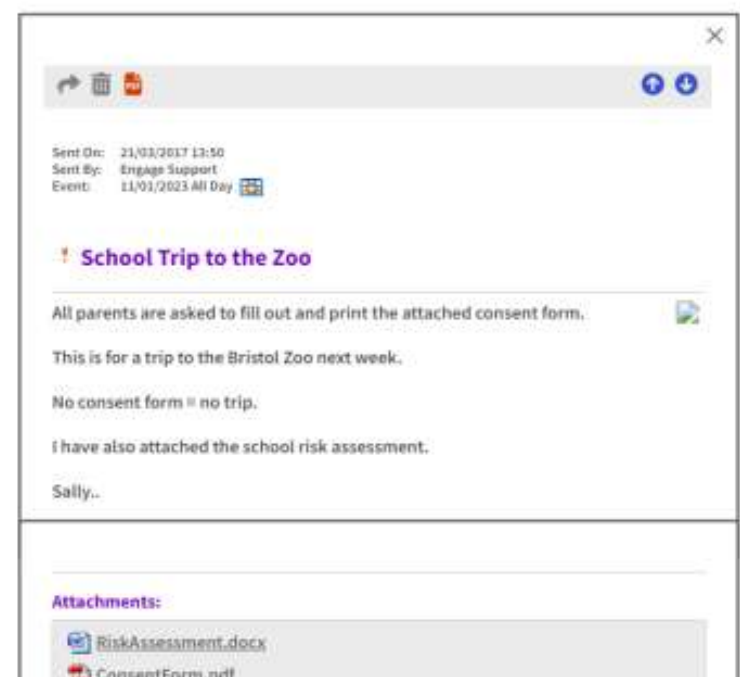 PDF
Sent On: 21/03/2017 13:50
Sent By: Engage Support
Event: 11/01/2023 All Day
School Trip to the Zoo
All parents are asked to fill out and print the attached consent form.
This is for a trip to the Bristol Zoo next week.
No consent form = no trip.
I have also attached the school risk assessment.
Sally..
Attachments:
RiskAssessment.docx
ConsentForm.pdf